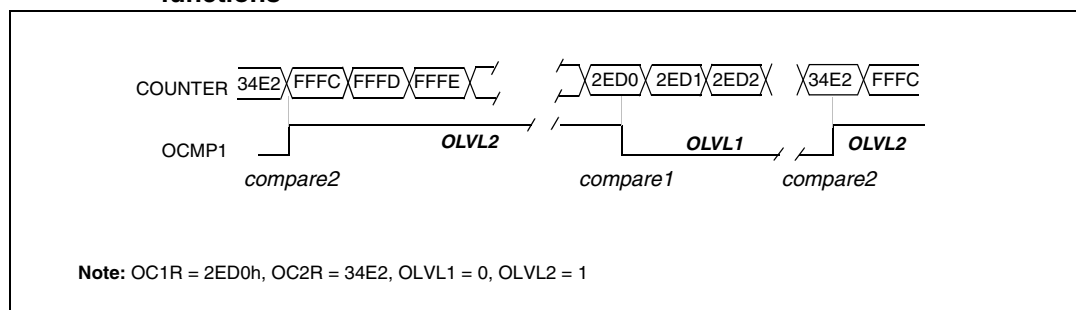 functions
COUNTER 34E2 FFFC FFFD FFFE 2ED0 2ED1 2ED2 34E2 FFFC
OCMP1 OLVL2 OLVL1 OLVL2
compare2 compare1 compare2
Note: OC1R = 2ED0h, OC2R = 34E2, OLVL1 = 0, OLVL2 = 1